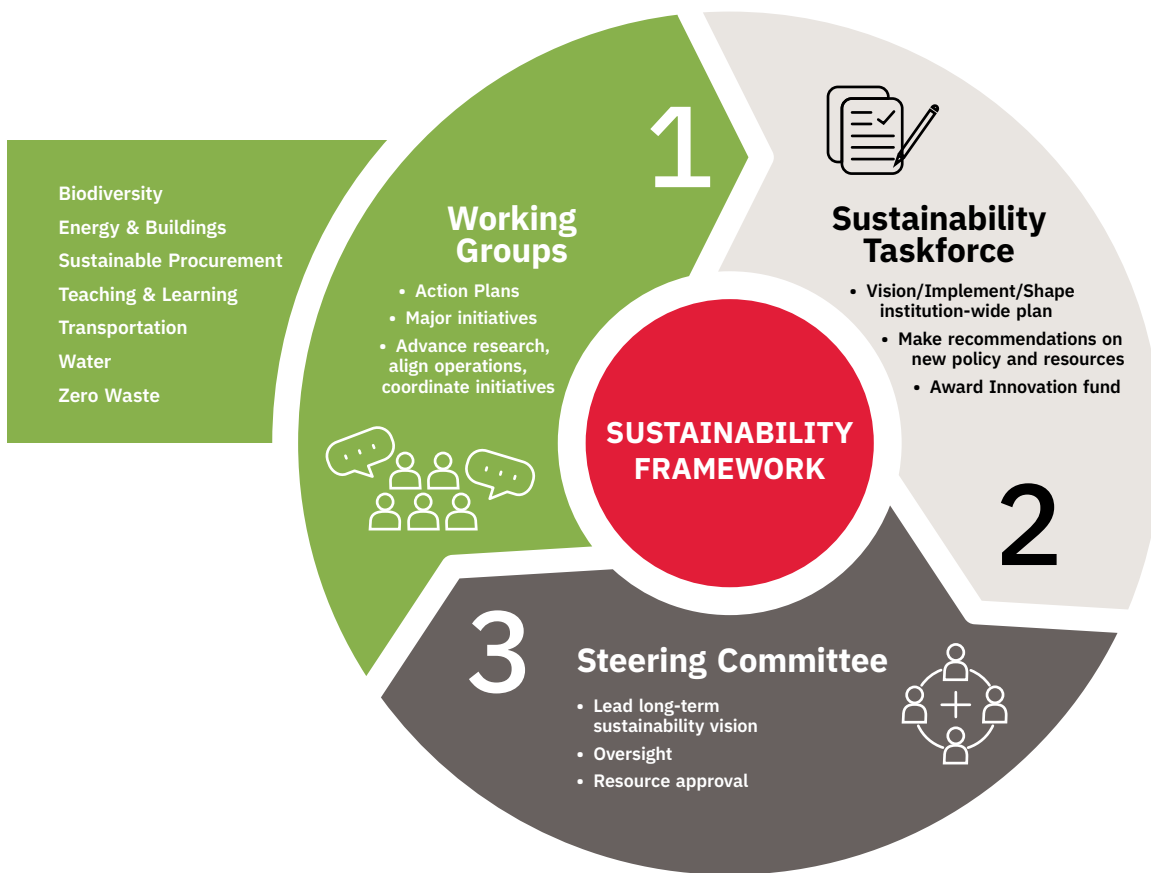 Biodiversity
Energy & Buildings
Sustainable Procurement
Teaching & Learning
Transportation
Water
Zero Waste
1
Working
Groups
• Action Plans
• Major initiatives
• Advance research,
align operations,
coordinate initiatives
Sustainability
Taskforce
• Vision/Implement/Shape
institution-wide plan
• Make recommendations on
new policy and resources
• Award Innovation fund
2
SUSTAINABILITY
FRAMEWORK
3
Steering Committee
• Lead long-term
sustainability vision
• Oversight
• Resource approval